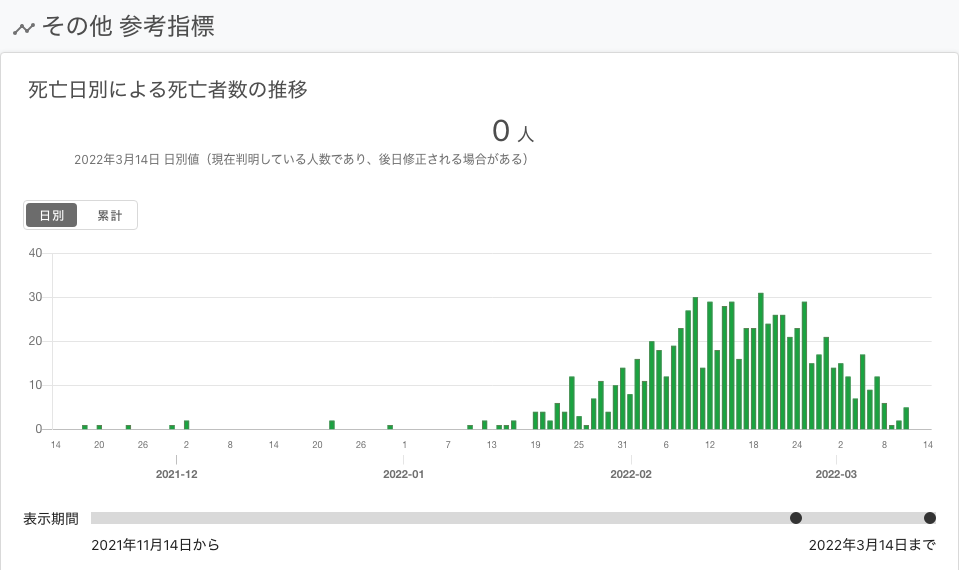 その他 参考指標
死亡日別による死亡者数の推移
0 人
2022年3月14日 日別値（現在判明している人数であり、後日修正される場合がある）
日別 累計
40
30
20
10
0
14 20 26 2 8 14 20 26 1 7 13 19 25 31 6 12 18 24 2 8 14
2021-12 2022-01 2022-02 2022-03
表示期間
2021年11月14日から 2022年3月14日まで